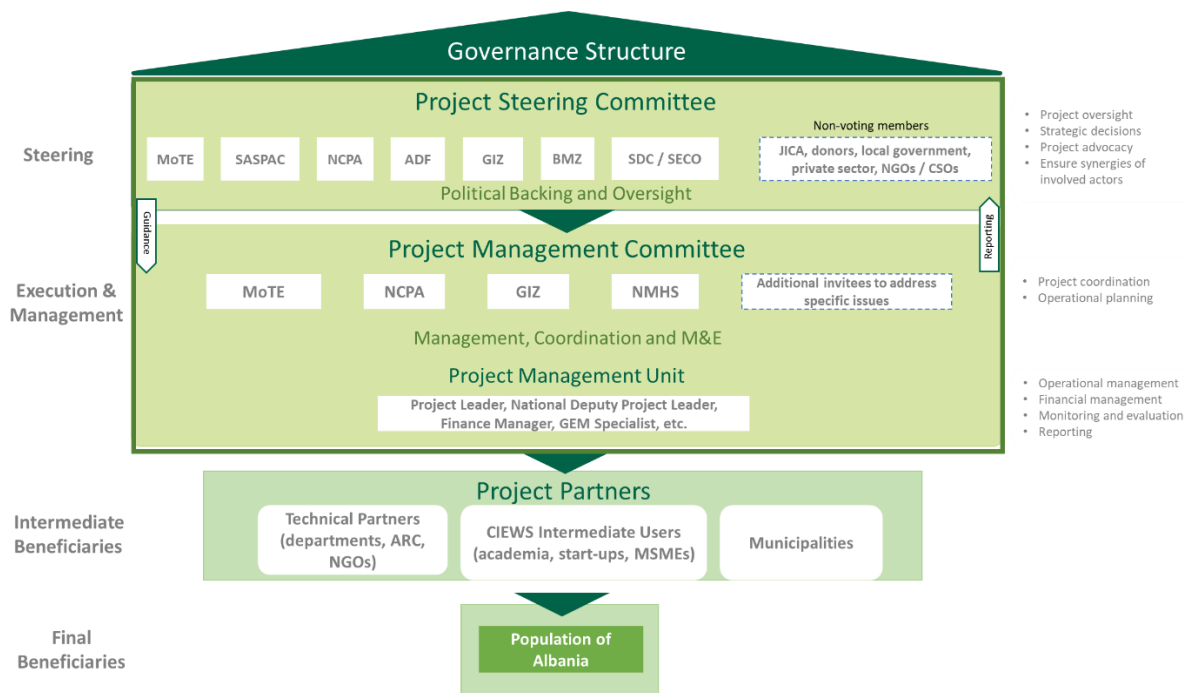 Governance Structure
Project Steering Committee
Steering
MoTE
SASPAC
NCPA
ADF
GIZ
BMZ
SDC / SECO
Non-voting members
JICA, donors, local government,
private sector, NGOs / CSOs
Political Backing and Oversight
• Project oversight
• Strategic decisions
• Project advocacy
• Ensure synergies of
involved actors
Guidance
Reporting
Project Management Committee
Execution &
Management
MoTE
NCPA
GIZ
NMHS
Additional invitees to address
specific issues
• Project coordination
• Operational planning
Management, Coordination and M&E
Project Management Unit
Project Leader, National Deputy Project Leader,
Finance Manager, GEM Specialist, etc.
• Operational management
• Financial management
• Monitoring and evaluation
• Reporting
Project Partners
Intermediate
Beneficiaries
Technical Partners
(departments, ARC,
NGOs)
CIEWS Intermediate Users
(academia, start-ups, MSMEs)
Municipalities
Final
Beneficiaries
Population of
Albania